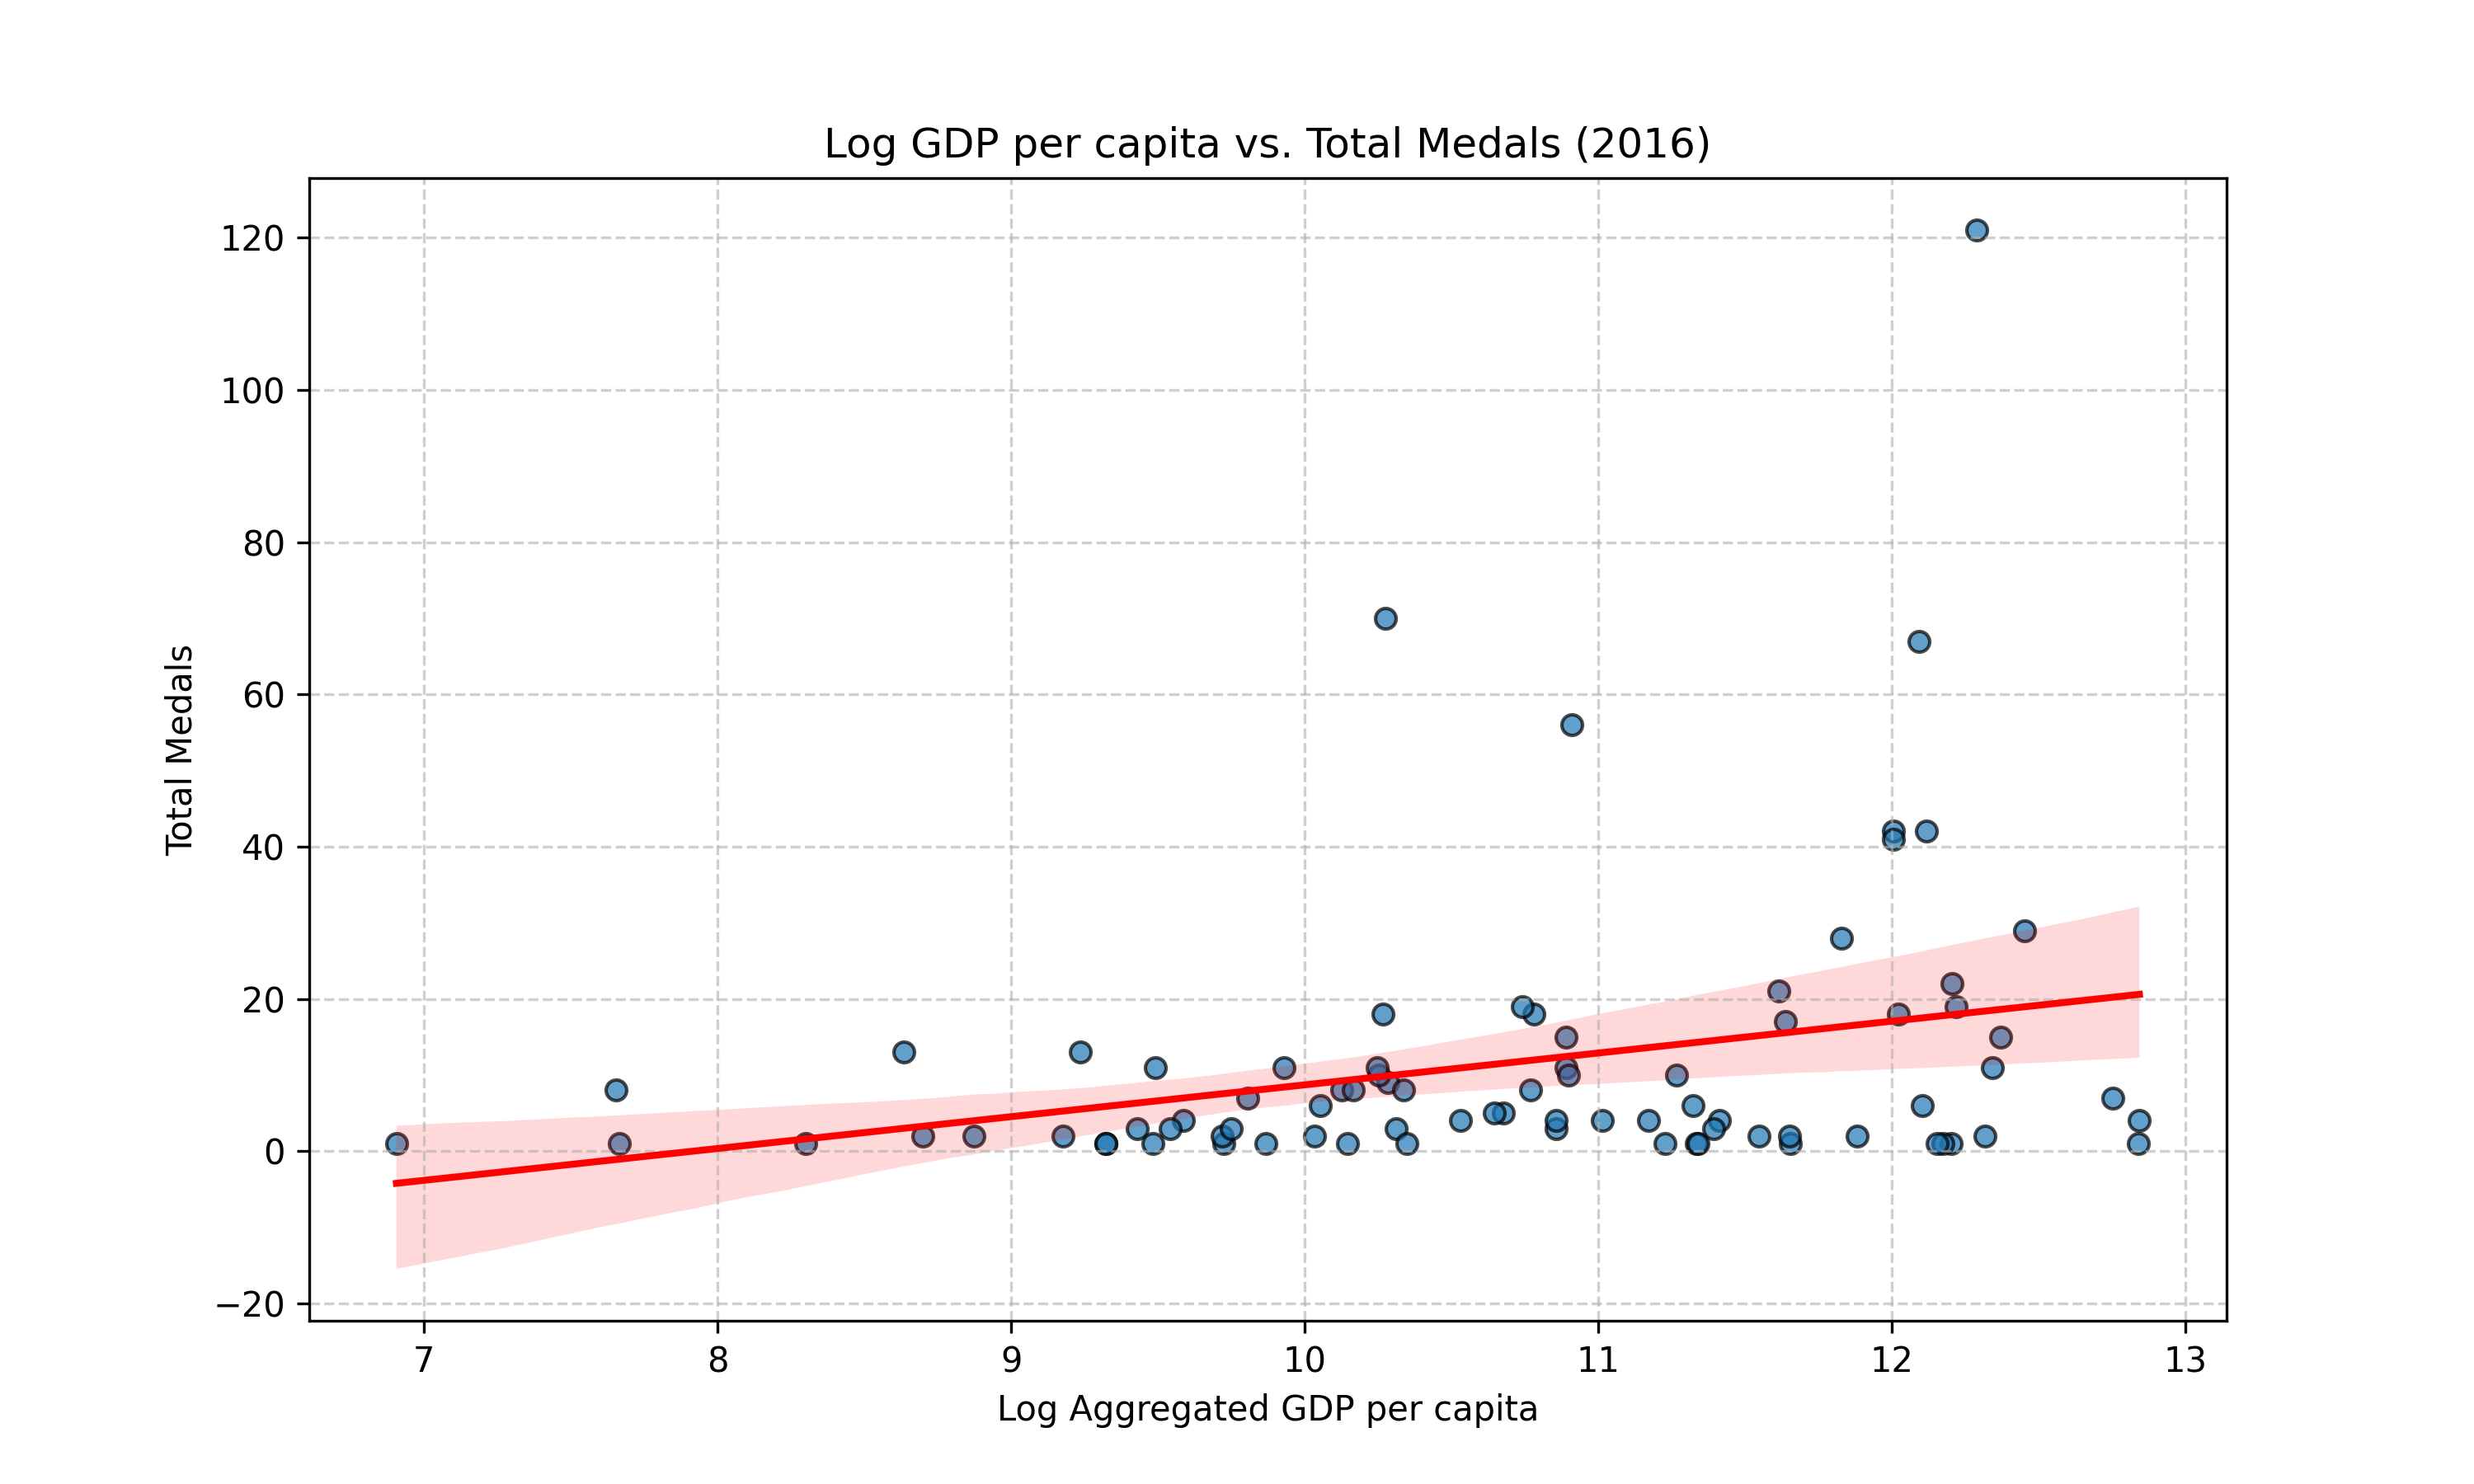 Log GDP per capita vs. Total Medals (2016)
Total Medals
120
100
80
60
40
20
0
−20
7 8 9 10 11 12 13
Log Aggregated GDP per capita